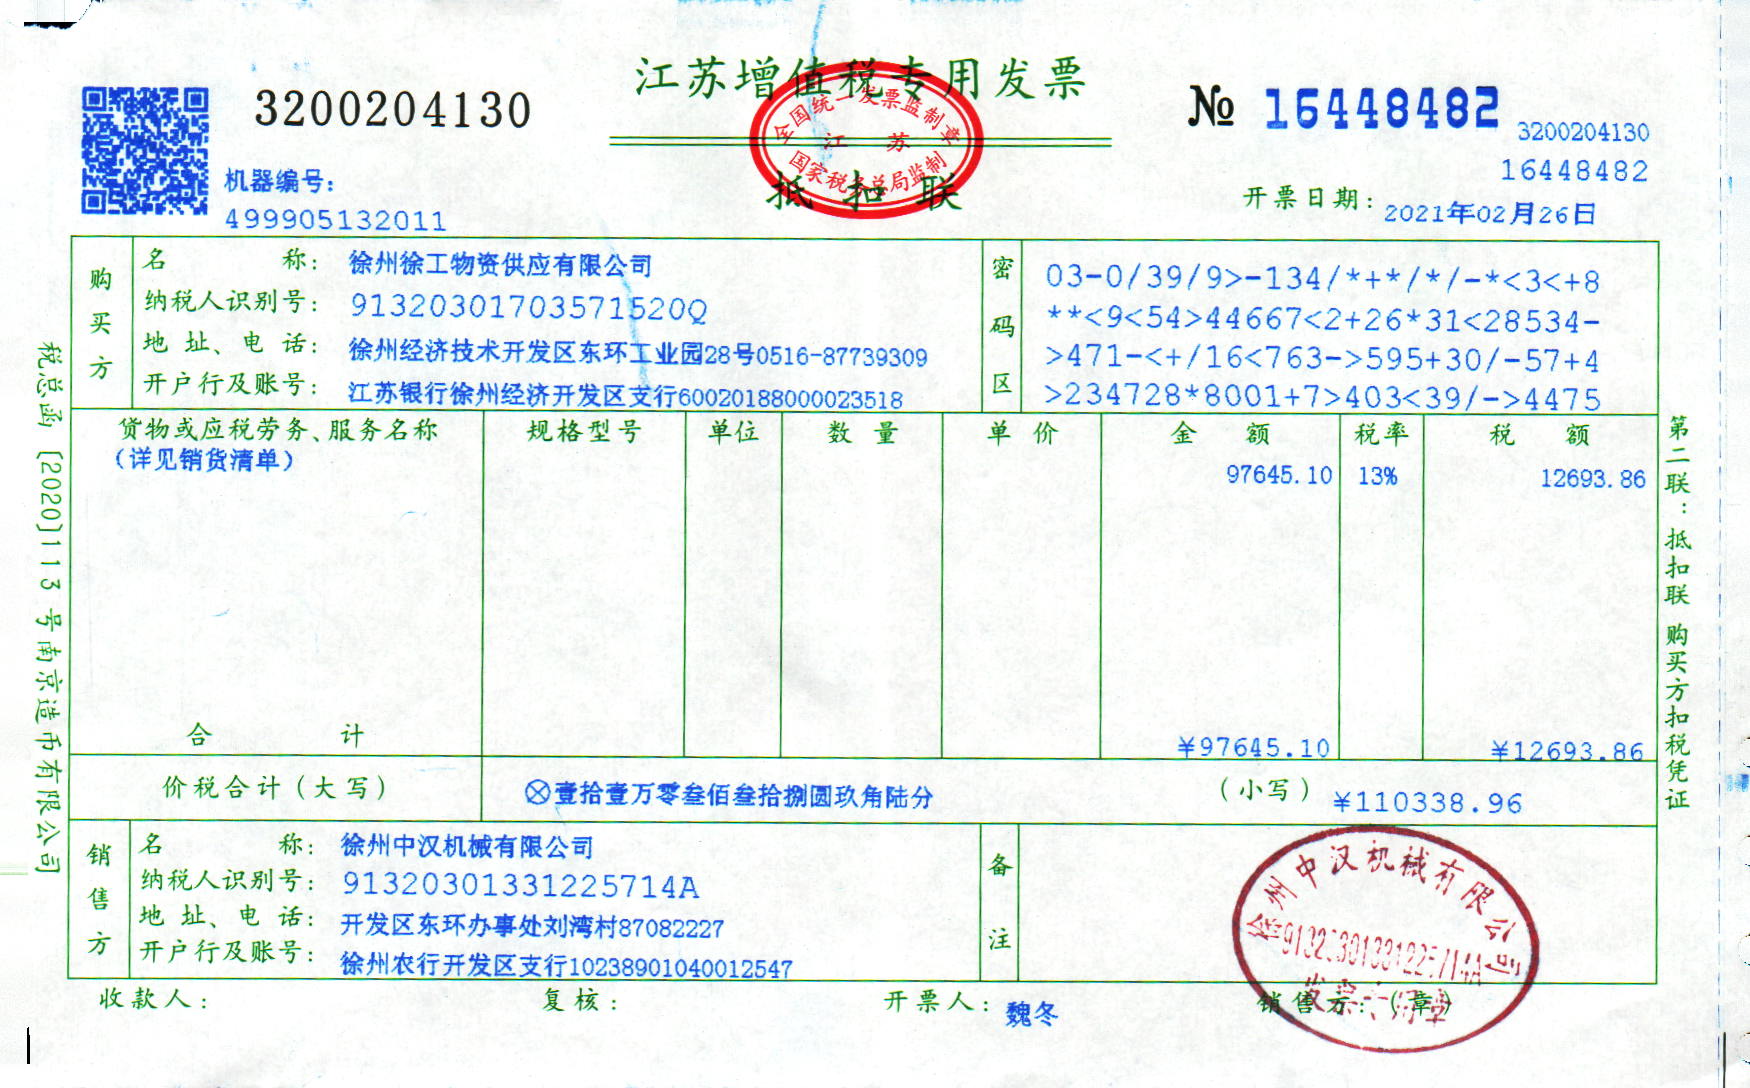 江苏增值税专用发票
3200204130
№ 16448482
3200204130
16448482
全国统一发票监制章
江 苏
国家税务总局监制
抵扣联
机器编号:
499905132011
开票日期: 2021年02月26日
购买方
名 称: 徐州徐工物资供应有限公司
纳税人识别号: 91320301703571520Q
地址、电话: 徐州经济技术开发区东环工业园28号0516-87739309
开户行及账号: 江苏银行徐州经济开发区支行60020188000023518
密码区
03-0/39/9>-134/*+*/*/-*<3<+8
**<9<54>44667<2+26*31<28534-
>471-<+/16<763->595+30/-57+4
>234728*8001+7>403<39/->4475
货物或应税劳务、服务名称 规格型号 单位 数量 单价 金额 税率 税额
(详见销货清单) 97645.10 13% 12693.86
合 计 ¥97645.10 ¥12693.86
价税合计(大写) ⊗壹拾壹万零叁佰叁拾捌圆玖角陆分 (小写) ¥110338.96
销售方
名 称: 徐州中汉机械有限公司
纳税人识别号: 91320301331225714A
地址、电话: 开发区东环办事处刘湾村87082227
开户行及账号: 徐州农行开发区支行10238901040012547
备注
徐州中汉机械有限公司
91320301331225714A
发票专用章
收款人: 复核: 开票人: 魏冬 销售方:(章)
税总函[2020]113号南京造币有限公司
第二联:抵扣联 购买方扣税凭证